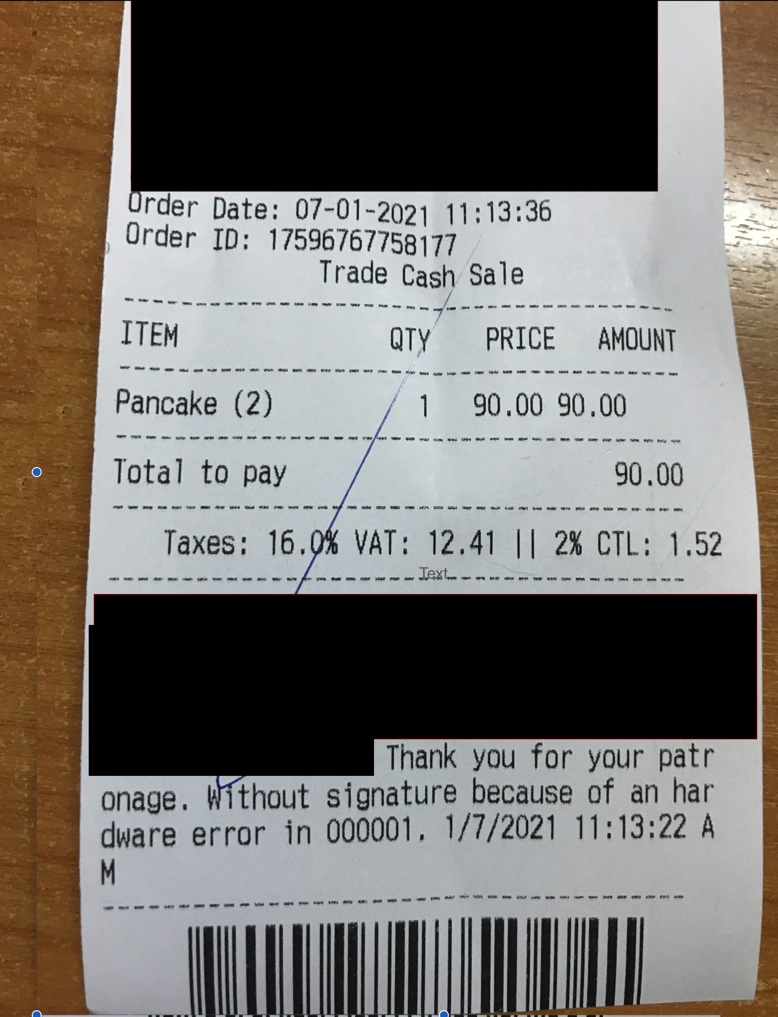 Order Date: 07-01-2021 11:13:36
Order ID: 17596767758177
Trade Cash Sale
ITEM QTY PRICE AMOUNT
Pancake (2) 1 90.00 90.00
Total to pay 90.00
Taxes: 16.0% VAT: 12.41 || 2% CTL: 1.52
Text
Thank you for your patr
onage. Without signature because of an har
dware error in 000001. 1/7/2021 11:13:22 A
M